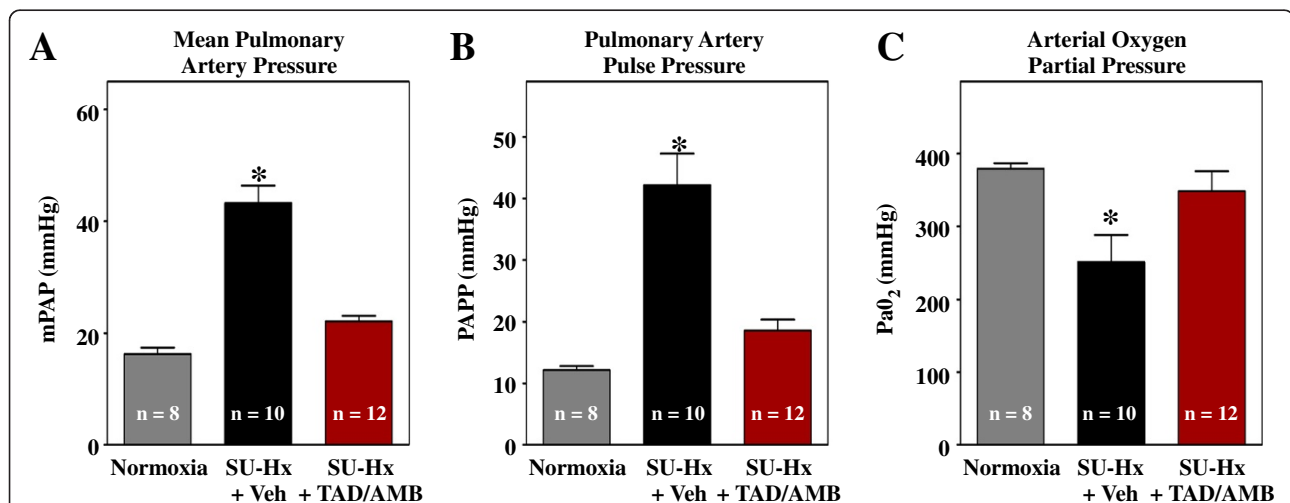 A
Mean Pulmonary
Artery Pressure
mPAP (mmHg)
60
40
20
0
*
n = 8
n = 10
n = 12
Normoxia
SU-Hx
+ Veh
SU-Hx
+ TAD/AMB
B
Pulmonary Artery
Pulse Pressure
PAPP (mmHg)
50
40
30
20
10
0
*
n = 8
n = 10
n = 12
Normoxia
SU-Hx
+ Veh
SU-Hx
+ TAD/AMB
C
Arterial Oxygen
Partial Pressure
Pa0₂ (mmHg)
400
300
200
100
0
*
n = 8
n = 10
n = 12
Normoxia
SU-Hx
+ Veh
SU-Hx
+ TAD/AMB